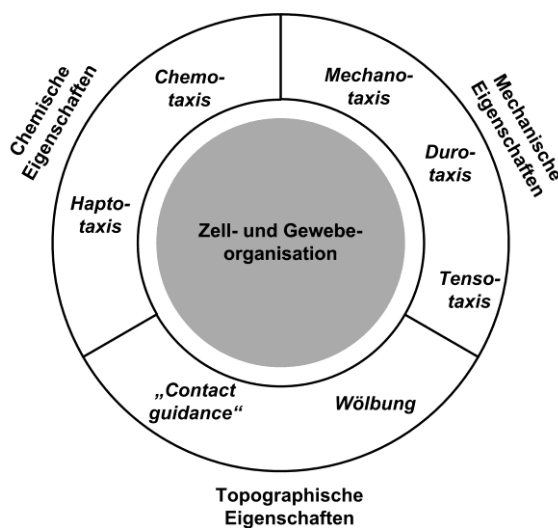 Chemische
Eigenschaften
Chemo-
taxis
Hapto-
taxis
Mechanische
Eigenschaften
Mechano-
taxis
Duro-
taxis
Tenso-
taxis
Zell- und Gewebe-
organisation
„Contact
guidance“
Wölbung
Topographische
Eigenschaften